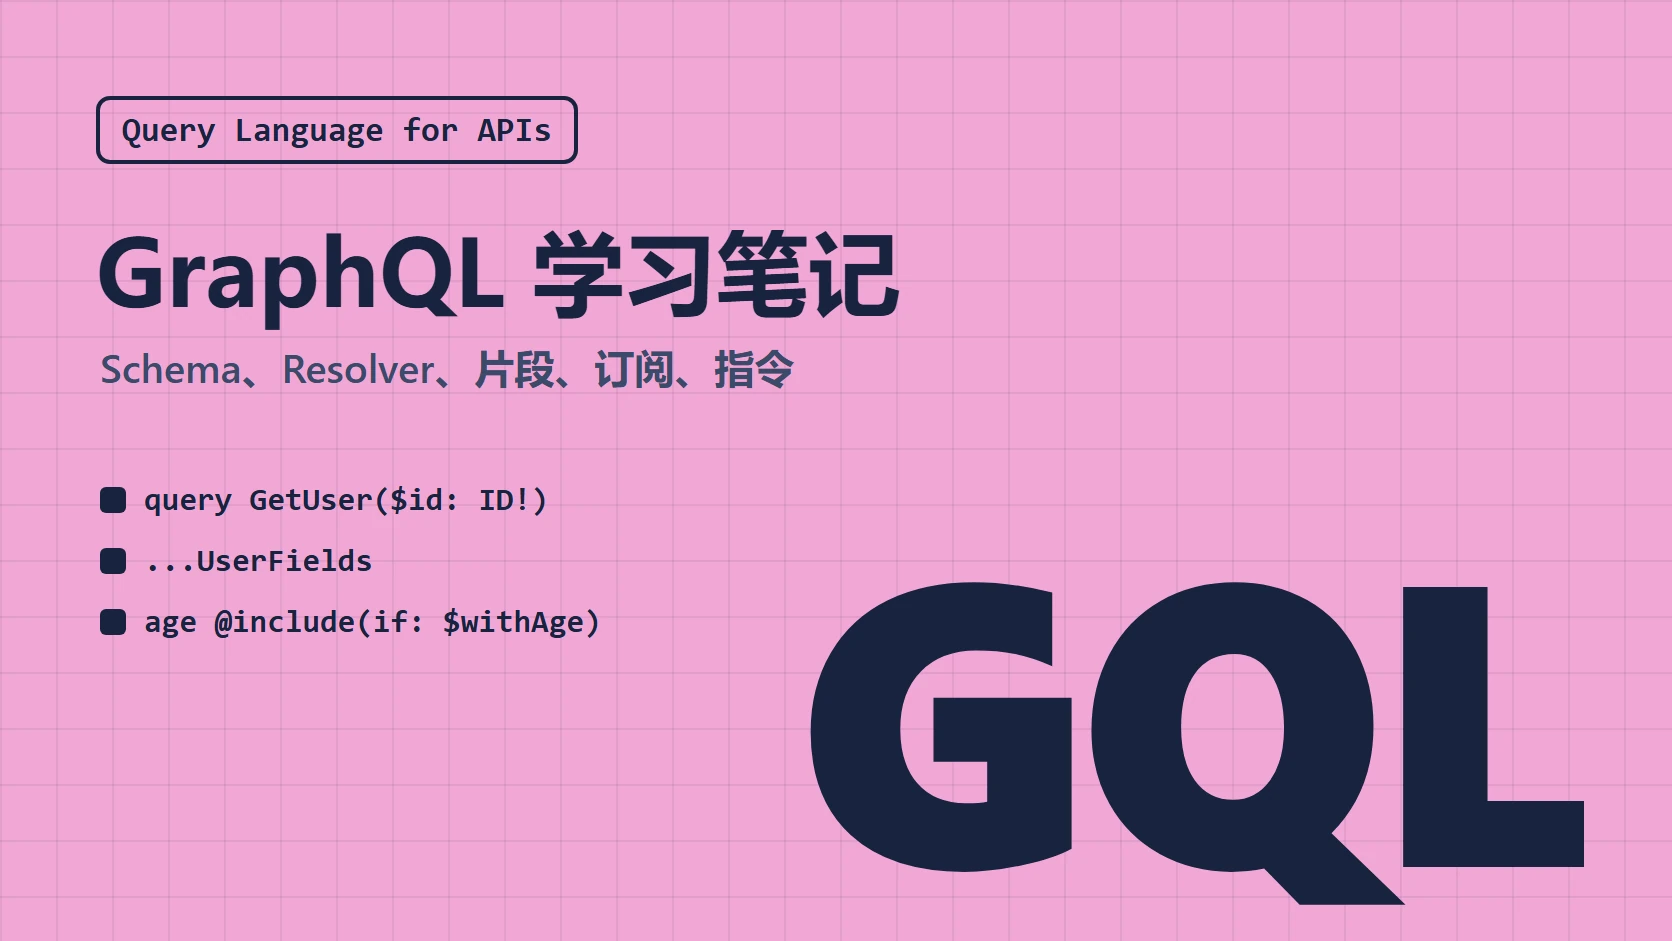 Query Language for APIs
GraphQL 学习笔记
Schema、Resolver、片段、订阅、指令
query GetUser($id: ID!)
...UserFields
age @include(if: $withAge)
GQL